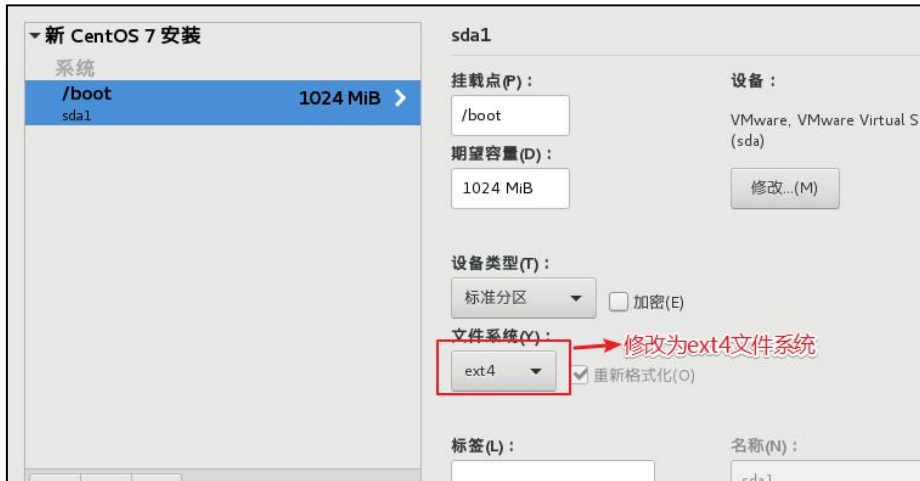 新 CentOS 7 安装
系统
/boot
1024 MiB
sda1
sda1
挂载点(P)：
/boot
设备：
VMware, VMware Virtual S
(sda)
期望容量(D)：
1024 MiB
修改...(M)
设备类型(T)：
标准分区
加密(E)
文件系统(Y)：
修改为ext4文件系统
ext4
重新格式化(O)
标签(L)：
名称(N)：
sda1